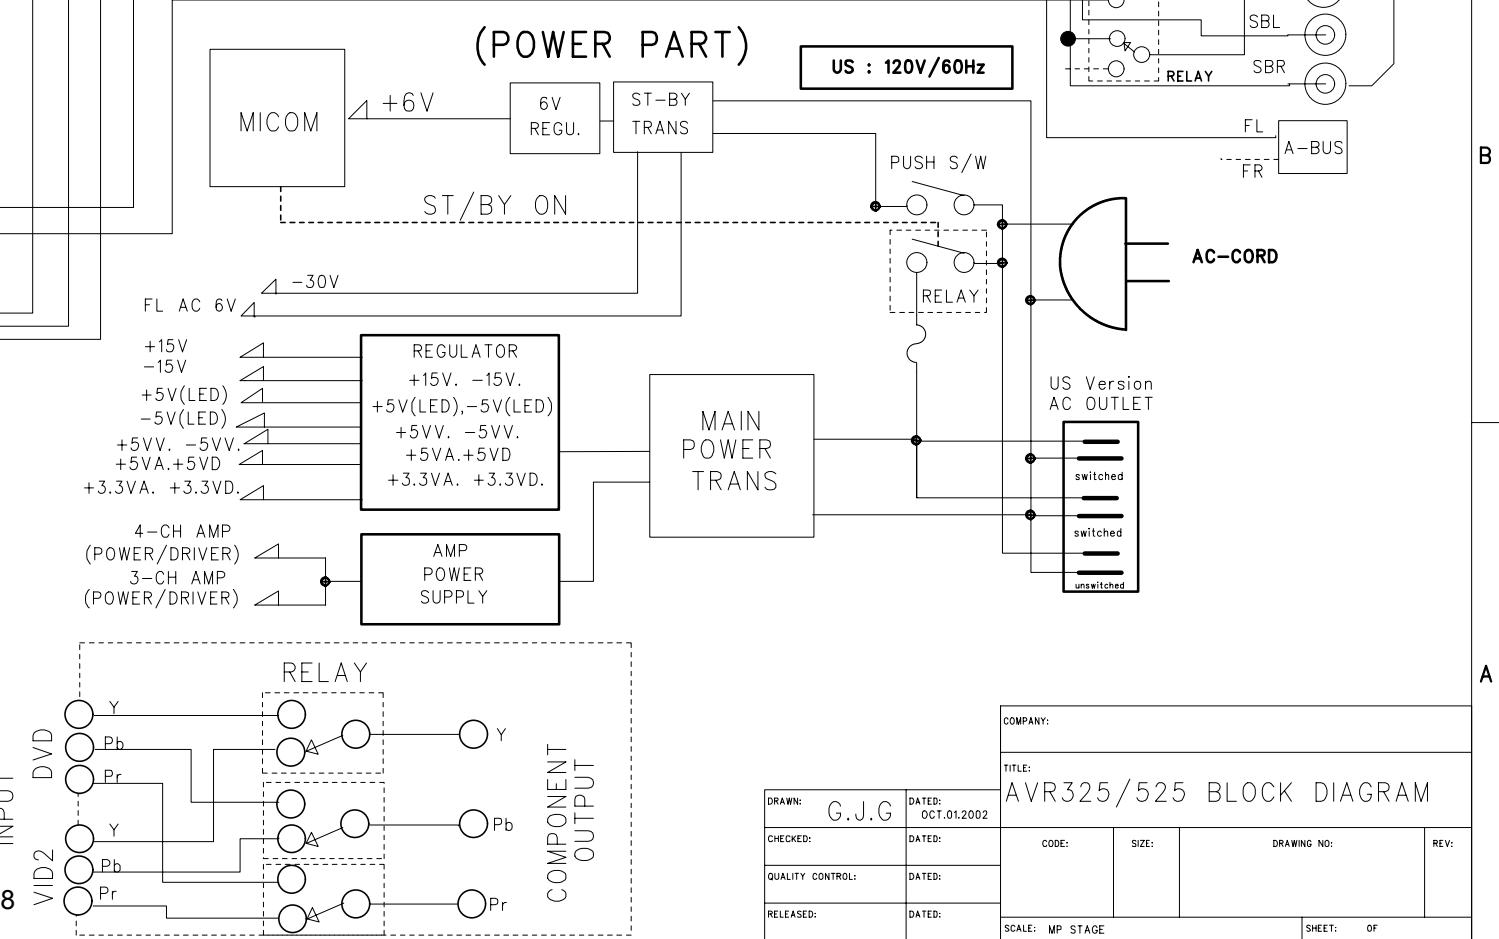 (POWER PART)
US : 120V/60Hz
SBL
SBR
RELAY
FL
A-BUS
FR
B
MICOM
+6V
6V
REGU.
ST-BY
TRANS
PUSH S/W
ST/BY ON
RELAY
AC-CORD
-30V
FL AC 6V
+15V
-15V
+5V(LED)
-5V(LED)
+5VV. -5VV.
+5VA.+5VD
+3.3VA. +3.3VD.
REGULATOR
+15V. -15V.
+5V(LED),-5V(LED)
+5VV. -5VV.
+5VA.+5VD
+3.3VA. +3.3VD.
MAIN
POWER
TRANS
US Version
AC OUTLET
switched
switched
unswitched
4-CH AMP
(POWER/DRIVER)
3-CH AMP
(POWER/DRIVER)
AMP
POWER
SUPPLY
A
RELAY
INPUT
DVD
Y
Pb
Pr
VID2
Y
Pb
Pr
Y
Pb
Pr
COMPONENT
OUTPUT
8
COMPANY:
TITLE:
AVR325/525 BLOCK DIAGRAM
DRAWN: G.J.G DATED: OCT.01.2002
CHECKED: DATED:
QUALITY CONTROL: DATED:
RELEASED: DATED:
CODE: SIZE: DRAWING NO: REV:
SCALE: MP STAGE SHEET: OF